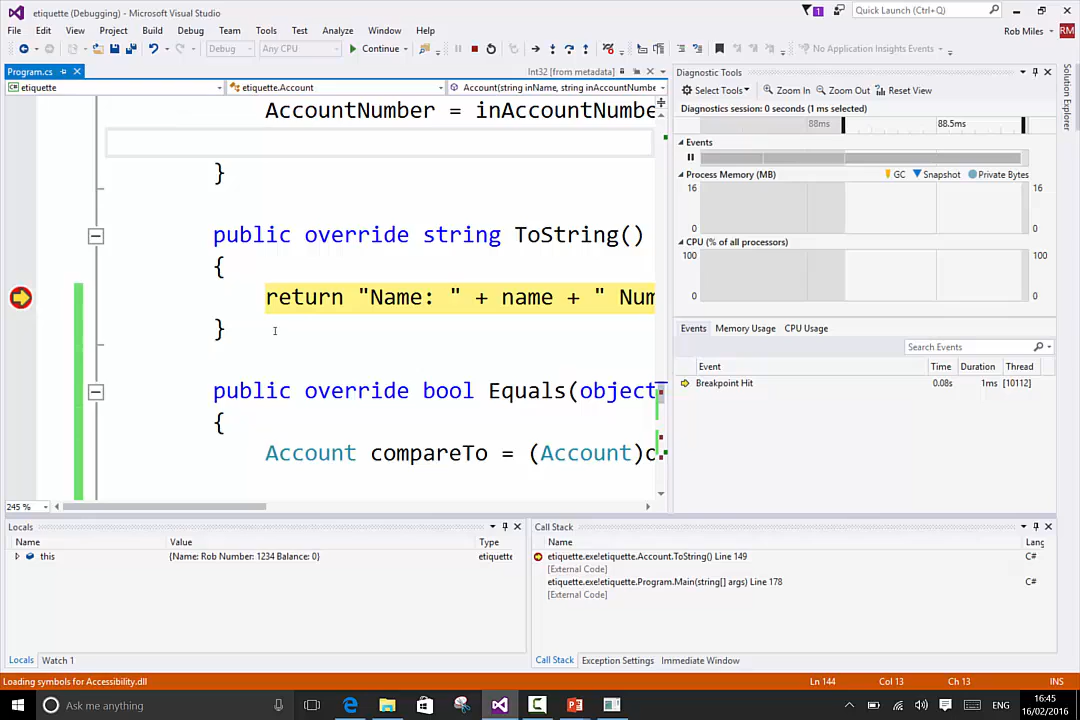 etiquette (Debugging) - Microsoft Visual Studio
1
Quick Launch (Ctrl+Q)
File Edit View Project Build Debug Team Tools Test Analyze Window Help
Rob Miles RM
Debug Any CPU Continue No Application Insights Events
Program.cs
Int32 [from metadata]
etiquette
etiquette.Account
Account(string inName, string inAccountNumbe
AccountNumber = inAccountNumbe
}
public override string ToString()
{
return "Name: " + name + " Num
}
public override bool Equals(object
{
Account compareTo = (Account)c
245 %
Diagnostic Tools
Select Tools Zoom In Zoom Out Reset View
Diagnostics session: 0 seconds (1 ms selected)
88ms 88.5ms
Events
Process Memory (MB) GC Snapshot Private Bytes
16 16
0 0
CPU (% of all processors)
100 100
0 0
Events Memory Usage CPU Usage
Search Events
Event Time Duration Thread
Breakpoint Hit 0.08s 1ms [10112]
Solution Explorer
Locals
Name Value Type
this {Name: Rob Number: 1234 Balance: 0} etiquette
Locals Watch 1
Call Stack
Name Lang
etiquette.exe!etiquette.Account.ToString() Line 149 C#
[External Code]
etiquette.exe!etiquette.Program.Main(string[] args) Line 178 C#
[External Code]
Call Stack Exception Settings Immediate Window
Loading symbols for Accessibility.dll Ln 144 Col 13 Ch 13 INS
Ask me anything
ENG
16:45
16/02/2016